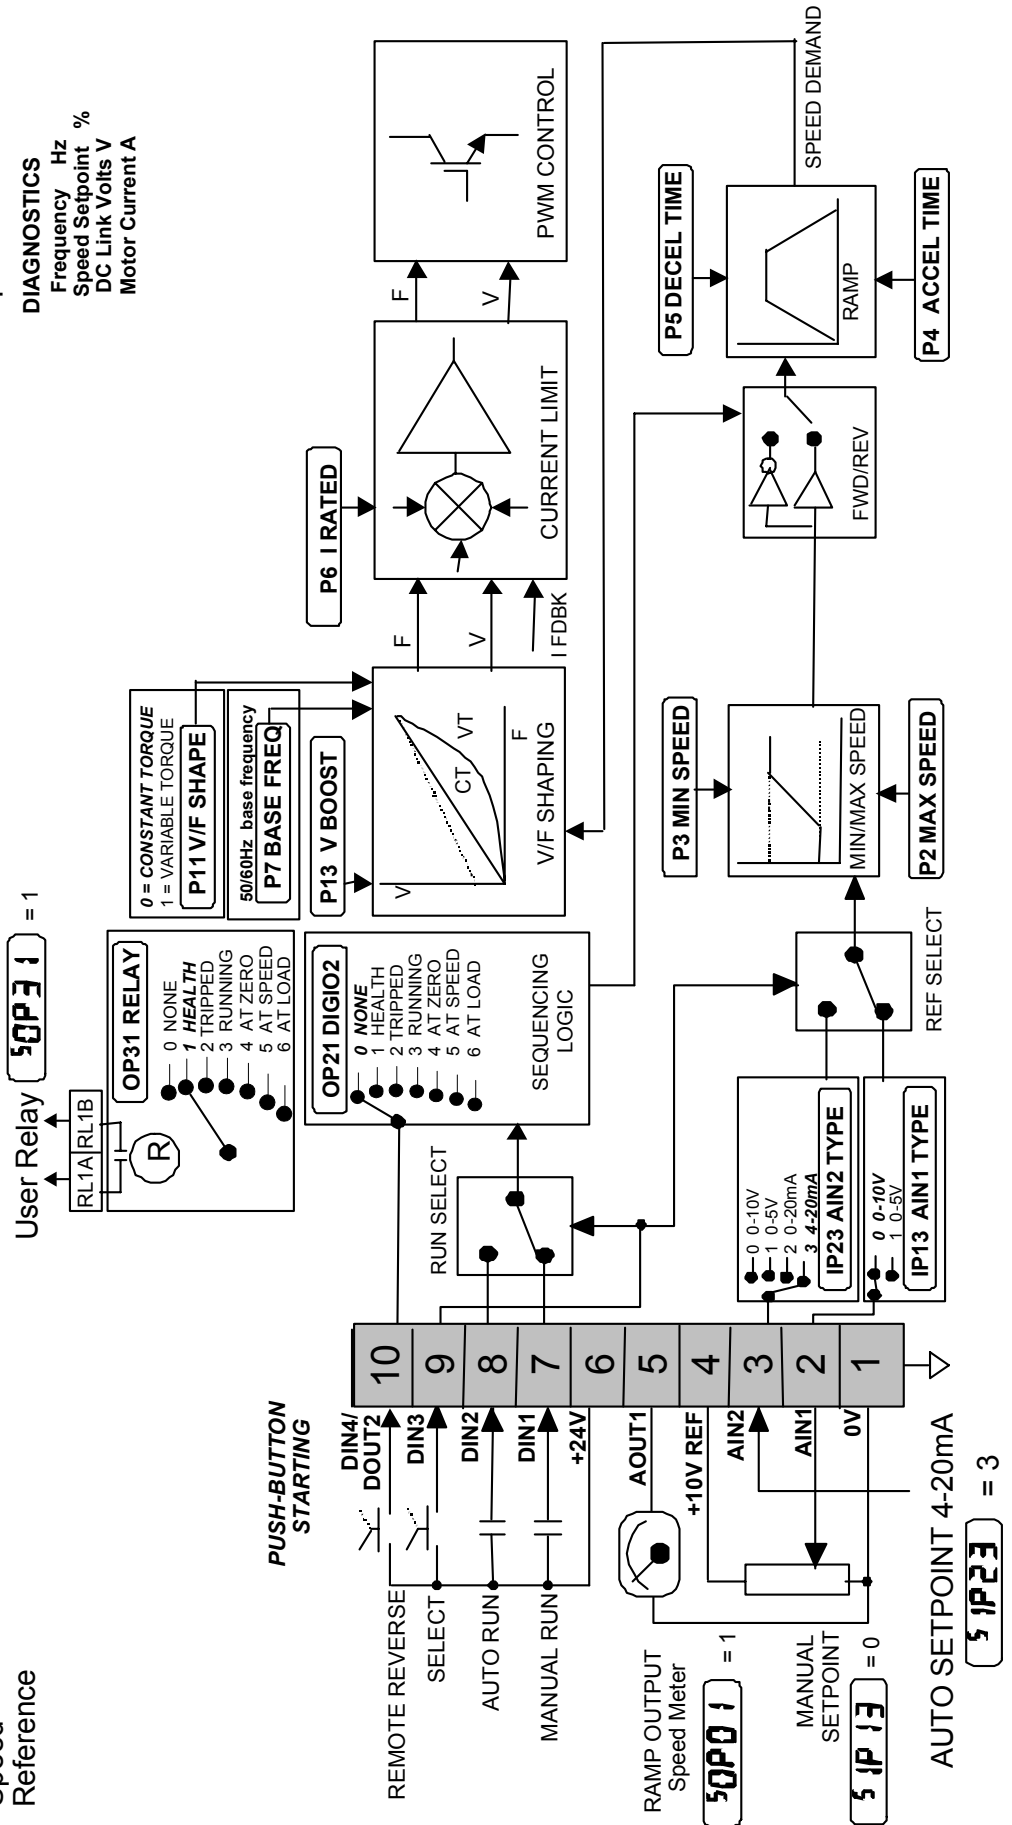 Reference
DIAGNOSTICS
Frequency Hz
Speed Setpoint %
DC Link Volts V
Motor Current A
User Relay 5OP31 = 1
RL1A RL1B
R
OP31 RELAY
0 NONE
1 HEALTH
2 TRIPPED
3 RUNNING
4 AT ZERO
5 AT SPEED
6 AT LOAD
0 = CONSTANT TORQUE
1 = VARIABLE TORQUE
P11 V/F SHAPE
50/60Hz base frequency
P7 BASE FREQ
P13 V BOOST
V
CT
VT
F
V/F SHAPING
F
V
I FDBK
P6 I RATED
CURRENT LIMIT
F
V
PWM CONTROL
OP21 DIGIO2
0 NONE
1 HEALTH
2 TRIPPED
3 RUNNING
4 AT ZERO
5 AT SPEED
6 AT LOAD
SEQUENCING
LOGIC
RUN SELECT
PUSH-BUTTON
STARTING
REMOTE REVERSE
SELECT
AUTO RUN
MANUAL RUN
DIN4/
DOUT2
DIN3
DIN2
DIN1
+24V
AOUT1
+10V REF
AIN2
AIN1
0V
10
9
8
7
6
5
4
3
2
1
RAMP OUTPUT
Speed Meter
5OP01 = 1
MANUAL
SETPOINT
5IP13 = 0
AUTO SETPOINT 4-20mA
5IP23 = 3
0 0-10V
1 0-5V
2 0-20mA
3 4-20mA
IP23 AIN2 TYPE
0 0-10V
1 0-5V
IP13 AIN1 TYPE
REF SELECT
P3 MIN SPEED
MIN/MAX SPEED
P2 MAX SPEED
FWD/REV
P5 DECEL TIME
RAMP
P4 ACCEL TIME
SPEED DEMAND